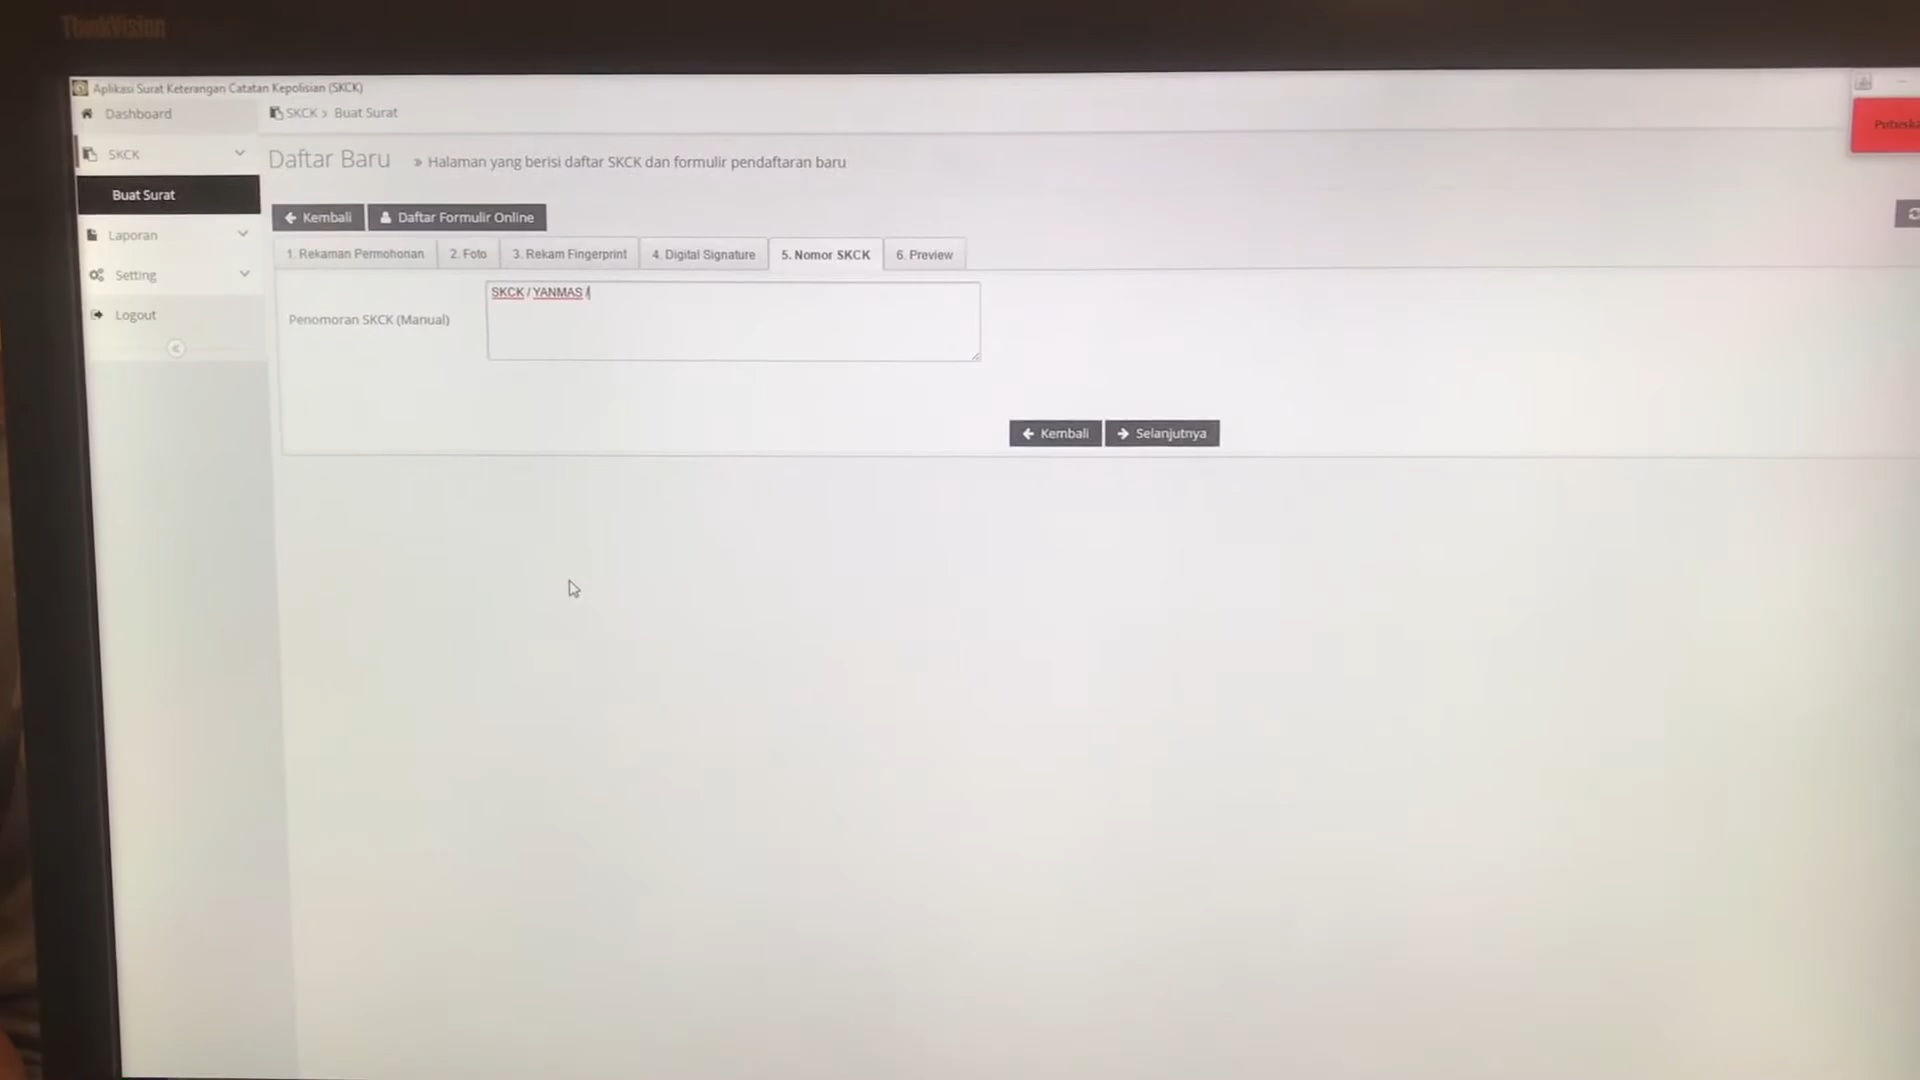 ThinkVision
Aplikasi Surat Keterangan Catatan Kepolisian (SKCK)
Dashboard
SKCK
Buat Surat
Laporan
Setting
Logout
SKCK > Buat Surat
Daftar Baru » Halaman yang berisi daftar SKCK dan formulir pendaftaran baru
Kembali Daftar Formulir Online
1. Rekaman Permohonan 2. Foto 3. Rekam Fingerprint 4. Digital Signature 5. Nomor SKCK 6. Preview
Penomoran SKCK (Manual)
SKCK / YANMAS /
Kembali Selanjutnya